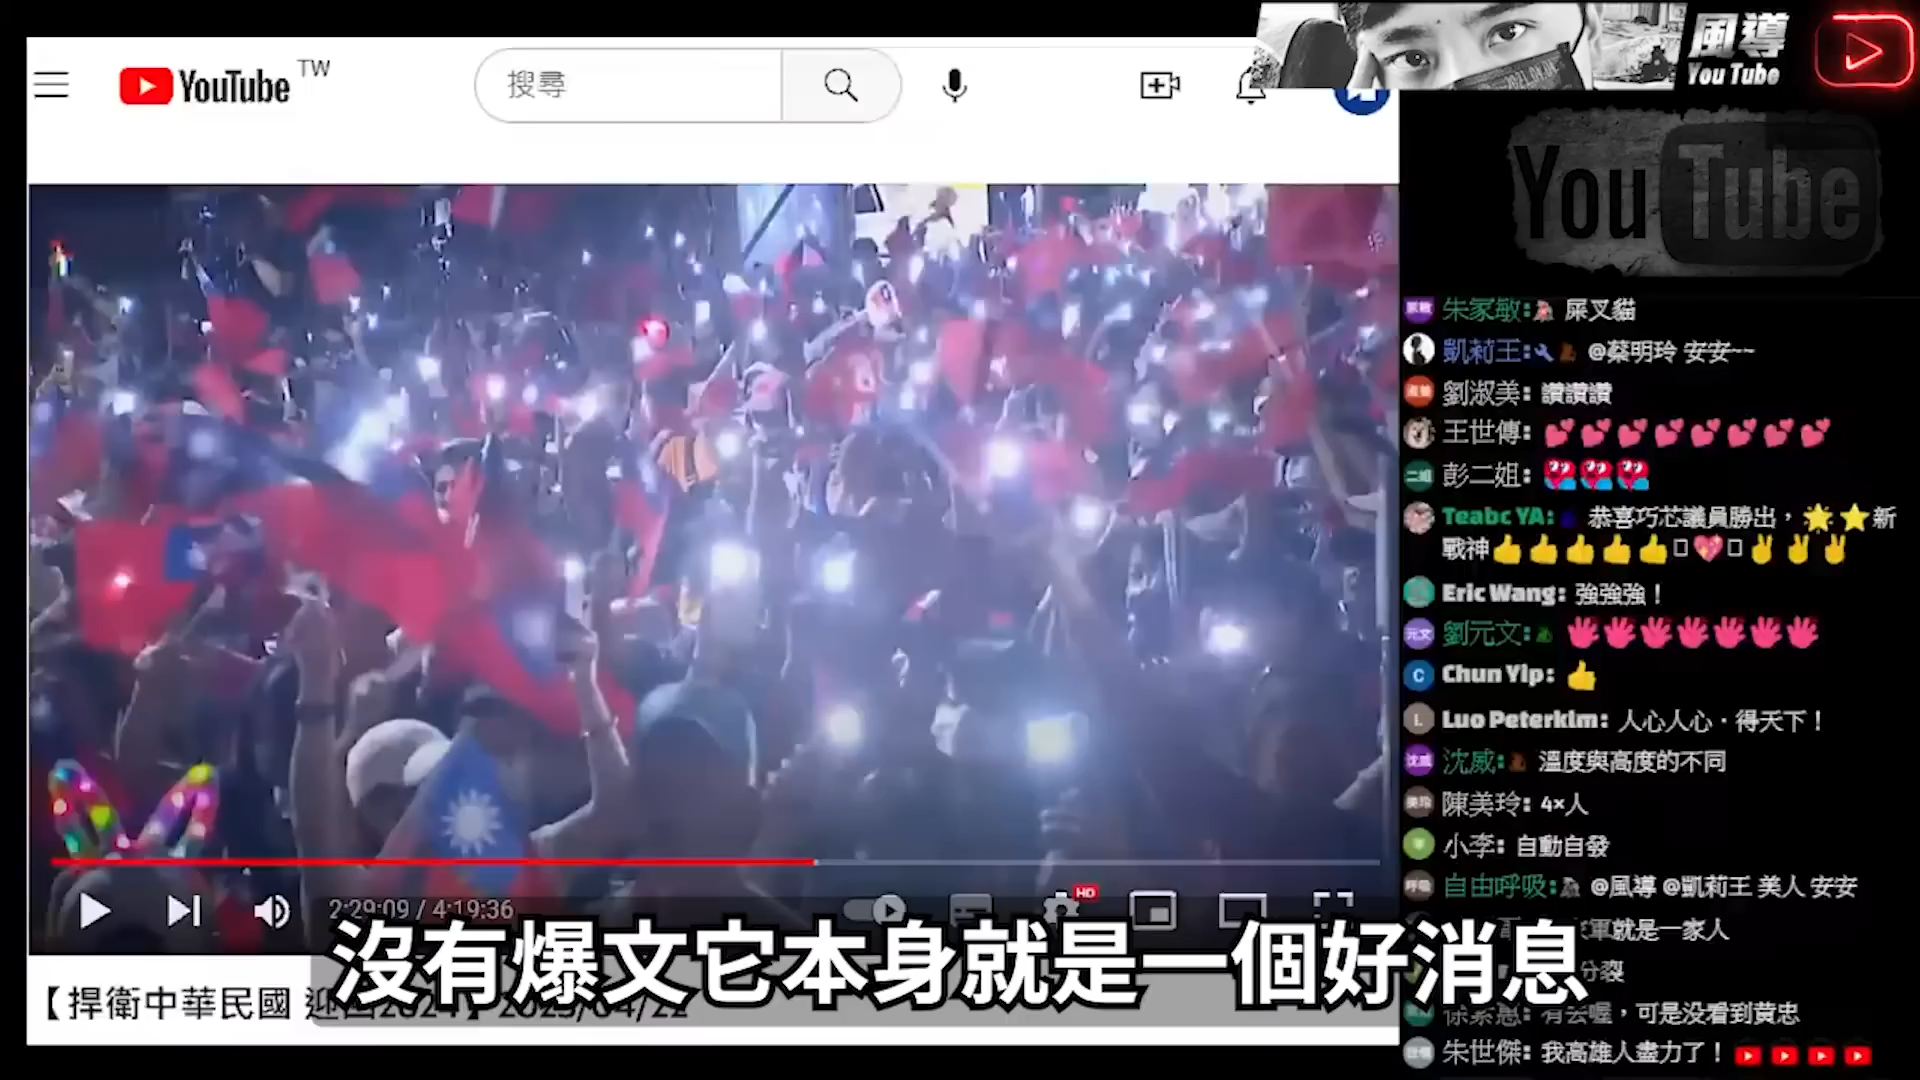 YouTube TW
搜尋
風導
You Tube
You Tube
HD
2:29:09 / 4:19:36
沒有爆文它本身就是一個好消息
【捍衛中華民國
朱家敏: 屎叉貓
凱莉王: @蔡明玲 安安~~
劉淑美: 讚讚讚
王世傳: 💕💕💕💕💕💕💕💕
彭二姐:
Teabc YA: 恭喜巧芯議員勝出，🌟⭐新
戰神👍👍👍👍👍💖✌✌✌
Eric Wang: 強強強！
劉元文:
Chun Yip: 👍
Luo Peterkim: 人心人心·得天下！
沈威: 溫度與高度的不同
陳美玲: 4×人
小李: 自動自發
自由呼吸: @風導 @凱莉王 美人 安安
軍就是一家人
分裂
有去喔，可是没看到黄忠
朱世傑: 我高雄人盡力了！